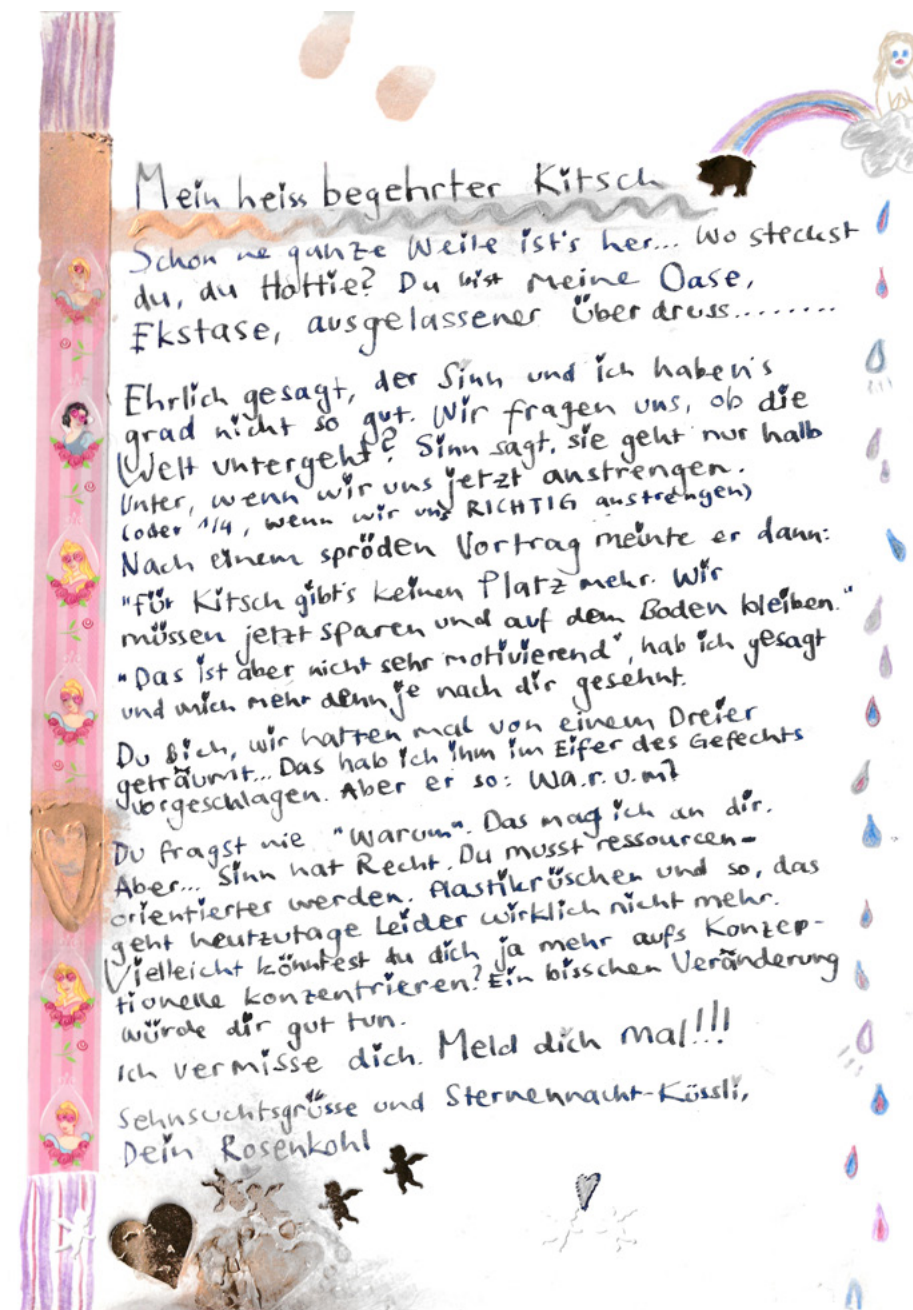 Mein heiss begehrter Kitsch
Schon ne ganze Weile ist's her... Wo steckst
du, du Hottie? Du bist meine Oase,
Ekstase, ausgelassener Überdruss........
Ehrlich gesagt, der Sinn und ich haben's
grad nicht so gut. Wir fragen uns, ob die
Welt untergeht? Sinn sagt, sie geht nur halb
unter, wenn wir uns jetzt anstrengen.
(oder 1/4, wenn wir uns RICHTIG anstrengen)
Nach einem spröden Vortrag meinte er dann:
"Für Kitsch gibt's keinen Platz mehr. Wir
müssen jetzt sparen und auf dem Boden bleiben."
"Das ist aber nicht sehr motivierend", hab ich gesagt
und mich mehr denn je nach dir gesehnt.
Du &ich, wir hatten mal von einem Dreier
geträumt... Das hab ich ihm im Eifer des Gefechts
vorgeschlagen. Aber er so: Wa.r.u.m?
Du fragst nie "Warum". Das mag ich an dir.
Aber... Sinn hat Recht. Du musst ressourcen-
orientierter werden. Plastikrüschen und so, das
geht heutzutage leider wirklich nicht mehr.
Vielleicht könntest du dich ja mehr aufs Konzep-
tionelle konzentrieren? Ein bisschen Veränderung
würde dir gut tun.
Ich vermisse dich. Meld dich mal!!!
Sehnsuchtsgrüsse und Sternennacht-Küssli,
Dein Rosenkohl